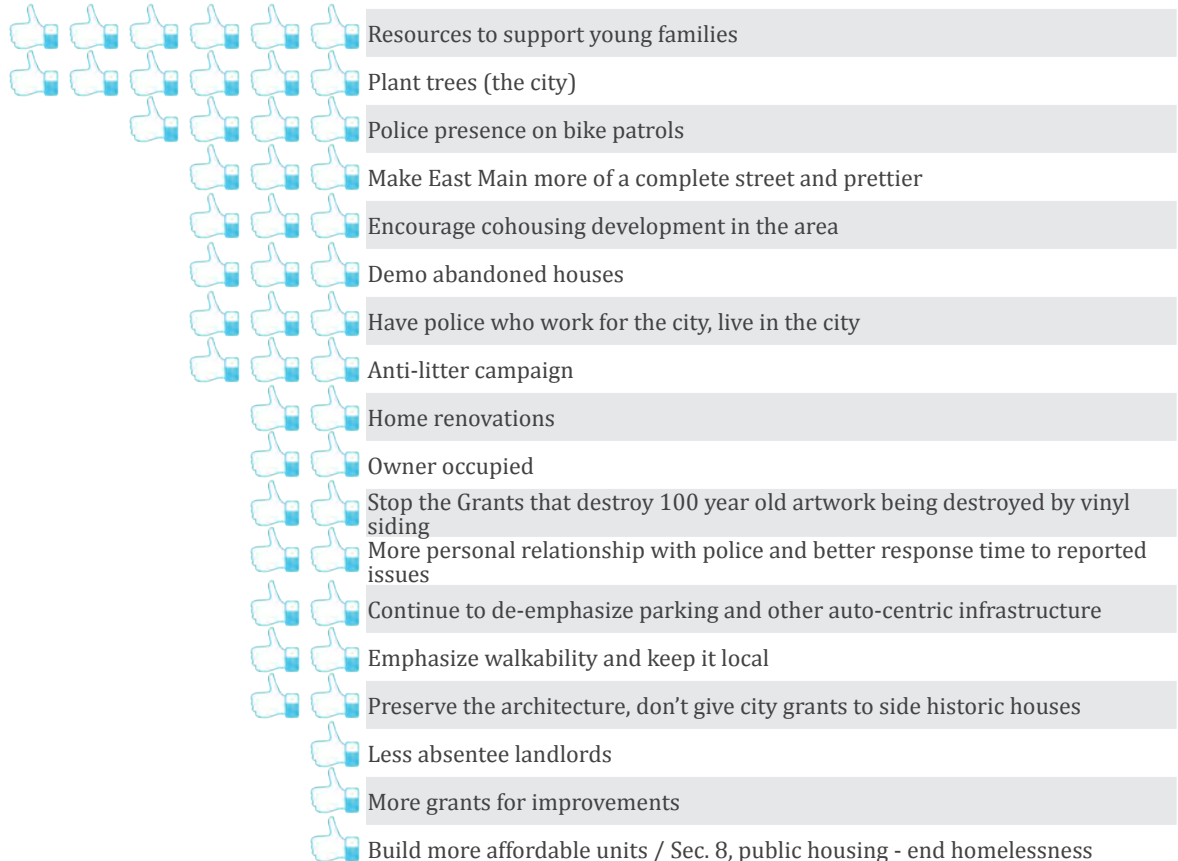 Resources to support young families
Plant trees (the city)
Police presence on bike patrols
Make East Main more of a complete street and prettier
Encourage cohousing development in the area
Demo abandoned houses
Have police who work for the city, live in the city
Anti-litter campaign
Home renovations
Owner occupied
Stop the Grants that destroy 100 year old artwork being destroyed by vinyl
siding
More personal relationship with police and better response time to reported
issues
Continue to de-emphasize parking and other auto-centric infrastructure
Emphasize walkability and keep it local
Preserve the architecture, don’t give city grants to side historic houses
Less absentee landlords
More grants for improvements
Build more affordable units / Sec. 8, public housing - end homelessness